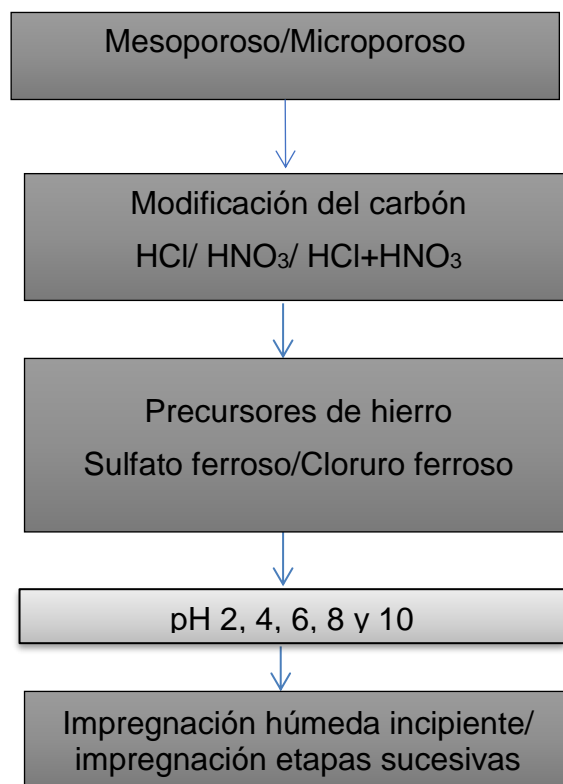 Mesoporoso/Microporoso
Modificación del carbón
HCl/ HNO₃/ HCl+HNO₃
Precursores de hierro
Sulfato ferroso/Cloruro ferroso
pH 2, 4, 6, 8 y 10
Impregnación húmeda incipiente/
impregnación etapas sucesivas